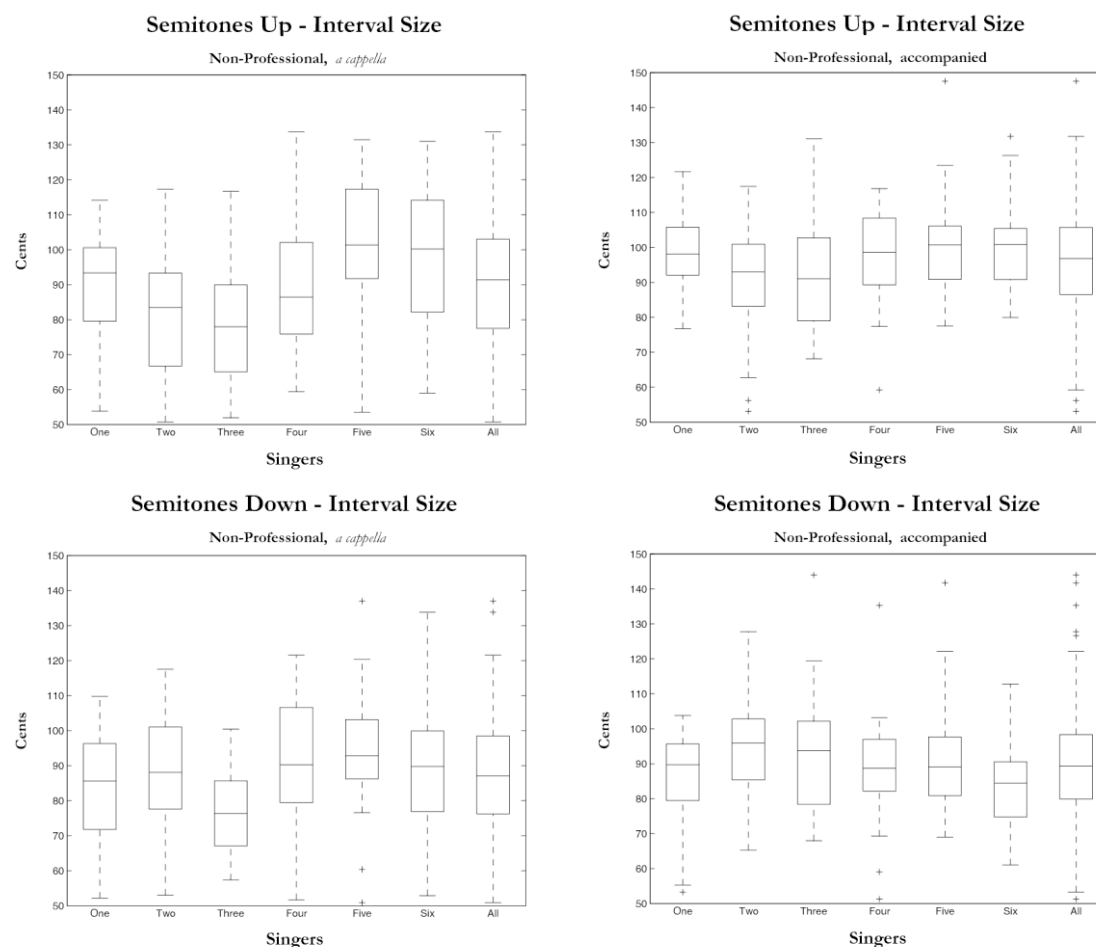 Semitones Up - Interval Size
Non-Professional, a cappella
150
140
130
120
110
100
90
80
70
60
50
Cents
One Two Three Four Five Six All
Singers
Semitones Up - Interval Size
Non-Professional, accompanied
150
140
130
120
110
100
90
80
70
60
50
Cents
One Two Three Four Five Six All
Singers
Semitones Down - Interval Size
Non-Professional, a cappella
150
140
130
120
110
100
90
80
70
60
50
Cents
One Two Three Four Five Six All
Singers
Semitones Down - Interval Size
Non-Professional, accompanied
150
140
130
120
110
100
90
80
70
60
50
Cents
One Two Three Four Five Six All
Singers